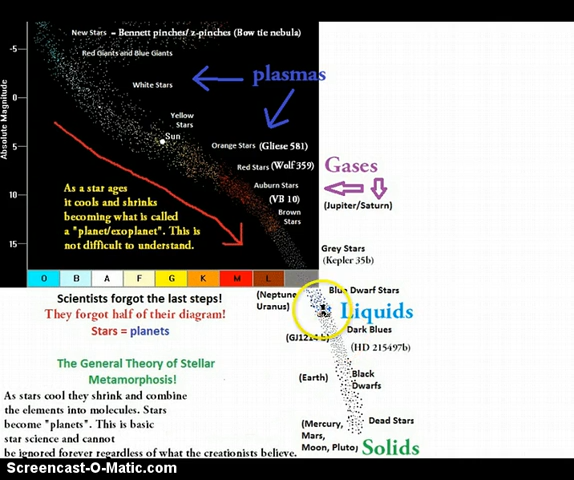 New Stars = Bennett pinches/ z-pinches (Bow tie nebula)
-5
Red Giants and Blue Giants
plasmas
White Stars
0
Absolute Magnitude
Yellow
Stars
Sun
5
Orange Stars (Gliese 581)
Red Stars (Wolf 359)
Gases
As a star ages
it cools and shrinks
becoming what is called
a "planet/exoplanet". This is
not difficult to understand.
Auburn Stars
(VB 10)
10
(Jupiter/Saturn)
Brown
Stars
15
Grey Stars
(Kepler 35b)
O B A F G K M L
Scientists forgot the last steps!
They forgot half of their diagram!
Stars = planets
(Neptune
Uranus)
Blue Dwarf Stars
Liquids
Dark Blues
(GJ1214 b)
(HD 215497b)
The General Theory of Stellar
Metamorphosis!
(Earth)
Black
Dwarfs
As stars cool they shrink and combine
the elements into molecules. Stars
become "planets". This is basic
star science and cannot
be ignored forever regardless of what the creationists believe.
Dead Stars
(Mercury,
Mars,
Moon, Pluto)
Solids
Screencast-O-Matic.com